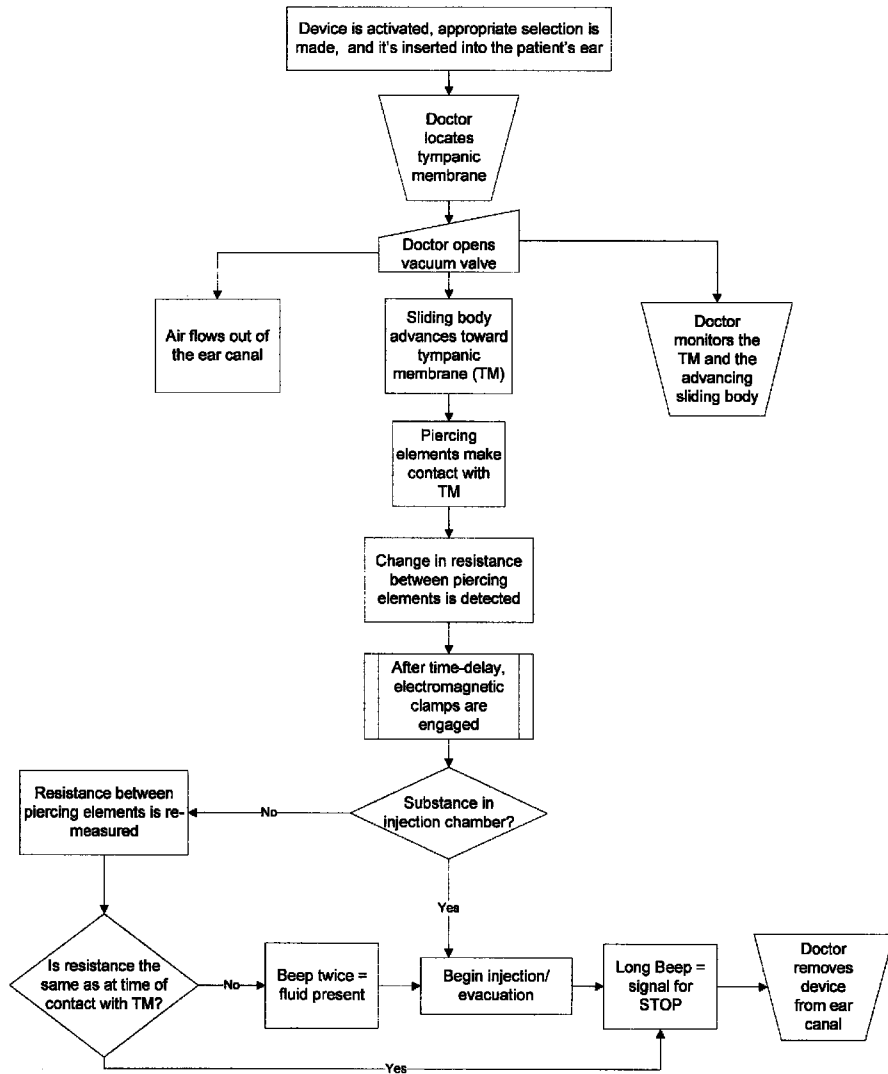 Device is activated, appropriate selection is
made, and it's inserted into the patient's ear
Doctor
locates
tympanic
membrane
Doctor opens
vacuum valve
Air flows out of
the ear canal
Sliding body
advances toward
tympanic
membrane (TM)
Doctor
monitors the
TM and the
advancing
sliding body
Piercing
elements make
contact with
TM
Change in resistance
between piercing
elements is detected
After time-delay,
electromagnetic
clamps are
engaged
Substance in
injection chamber?
No
Resistance between
piercing elements is re-
measured
Yes
Is resistance the
same as at time of
contact with TM?
No
Beep twice =
fluid present
Begin injection/
evacuation
Long Beep =
signal for
STOP
Doctor
removes
device
from ear
canal
Yes